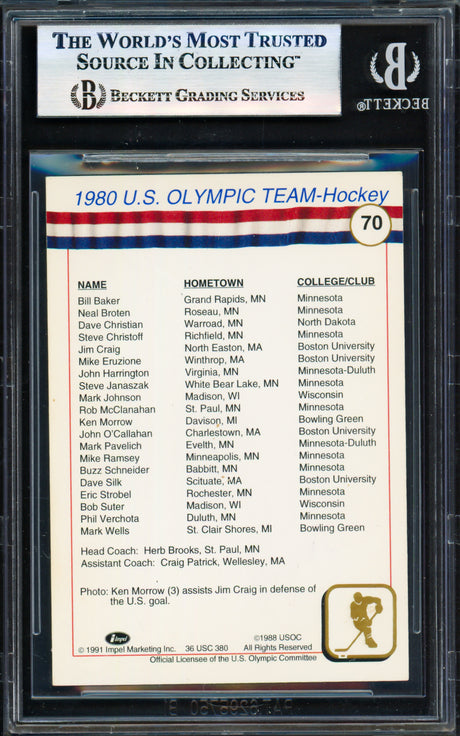 THE WORLD'S MOST TRUSTED
SOURCE IN COLLECTING™
BECKETT GRADING SERVICES
BECKETT®
1980 U.S. OLYMPIC TEAM-Hockey
70
NAME HOMETOWN COLLEGE/CLUB
Bill Baker Grand Rapids, MN Minnesota
Neal Broten Roseau, MN Minnesota
Dave Christian Warroad, MN North Dakota
Steve Christoff Richfield, MN Minnesota
Jim Craig North Easton, MA Boston University
Mike Eruzione Winthrop, MA Boston University
John Harrington Virginia, MN Minnesota-Duluth
Steve Janaszak White Bear Lake, MN Minnesota
Mark Johnson Madison, WI Wisconsin
Rob McClanahan St. Paul, MN Minnesota
Ken Morrow Davison, MI Bowling Green
John O'Callahan Charlestown, MA Boston University
Mark Pavelich Evelth, MN Minnesota-Duluth
Mike Ramsey Minneapolis, MN Minnesota
Buzz Schneider Babbitt, MN Minnesota
Dave Silk Scituate, MA Boston University
Eric Strobel Rochester, MN Minnesota
Bob Suter Madison, WI Wisconsin
Phil Verchota Duluth, MN Minnesota
Mark Wells St. Clair Shores, MI Bowling Green
Head Coach: Herb Brooks, St. Paul, MN
Assistant Coach: Craig Patrick, Wellesley, MA
Photo: Ken Morrow (3) assists Jim Craig in defense of
the U.S. goal.
Impel
©1988 USOC
© 1991 Impel Marketing Inc. 36 USC 380 All Rights Reserved
Official Licensee of the U.S. Olympic Committee